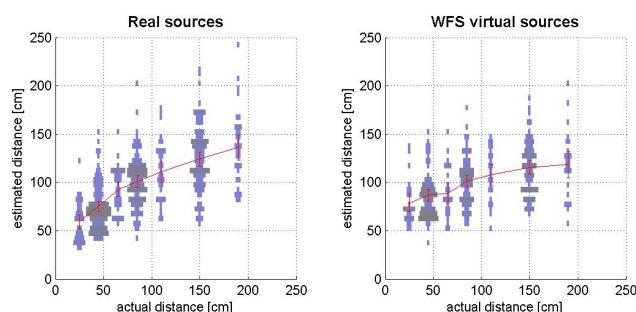 Real sources
250
200
150
100
50
0
estimated distance [cm]
0 50 100 150 200 250
actual distance [cm]
WFS virtual sources
250
200
150
100
50
0
estimated distance [cm]
0 50 100 150 200 250
actual distance [cm]